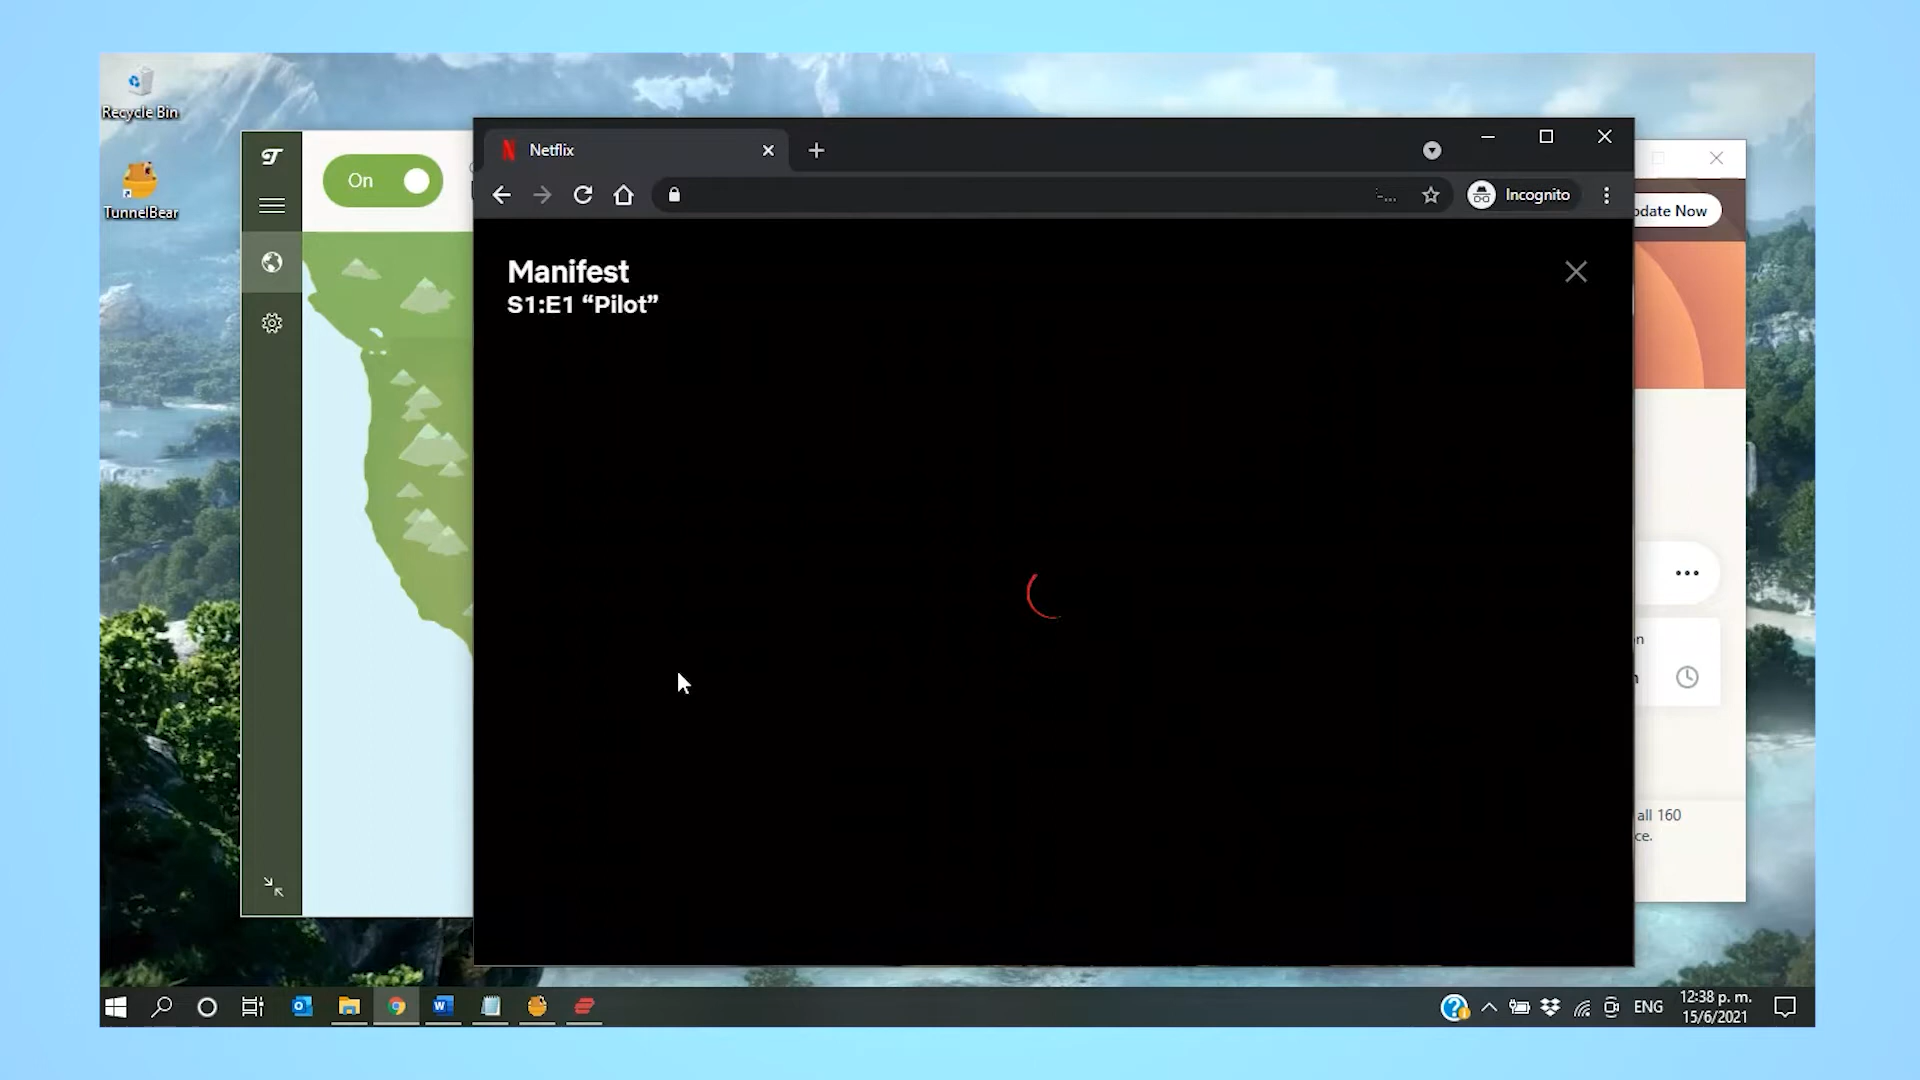 Recycle Bin
TunnelBear
On
Netflix
Incognito
Manifest
S1:E1 “Pilot”
date Now
all 160
ce.
ENG
12:38 p. m.
15/6/2021